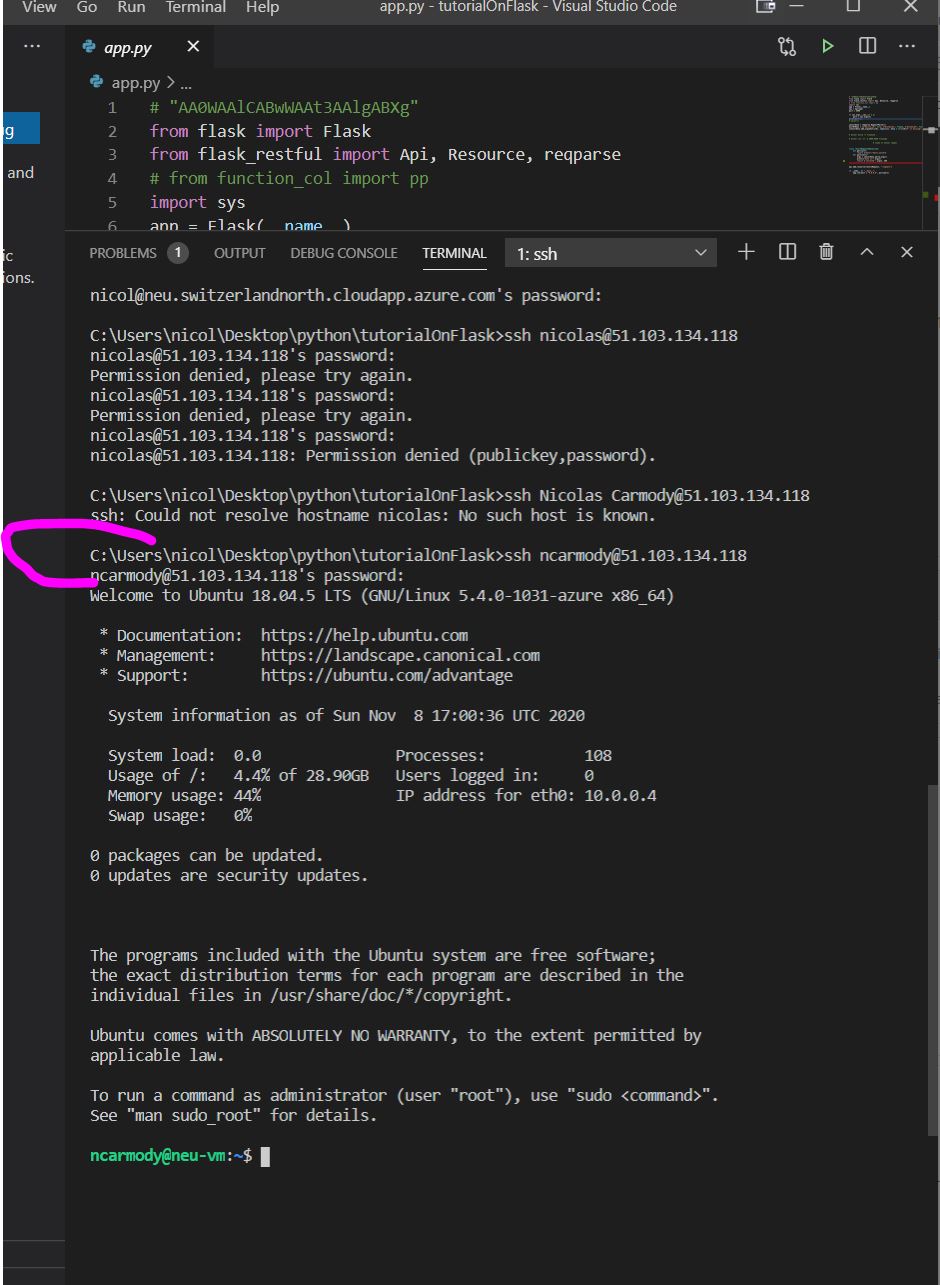 View Go Run Terminal Help app.py - tutorialOnFlask - Visual Studio Code
app.py
app.py > ...
1 # "AA0WAAlCABwWAAt3AAlgABXg"
2 from flask import Flask
3 from flask_restful import Api, Resource, reqparse
4 # from function_col import pp
5 import sys
6 app = Flask(__name__)
and
ions.
PROBLEMS 1 OUTPUT DEBUG CONSOLE TERMINAL 1: ssh
nicol@neu.switzerlandnorth.cloudapp.azure.com's password:
C:\Users\nicol\Desktop\python\tutorialOnFlask>ssh nicolas@51.103.134.118
nicolas@51.103.134.118's password:
Permission denied, please try again.
nicolas@51.103.134.118's password:
Permission denied, please try again.
nicolas@51.103.134.118's password:
nicolas@51.103.134.118: Permission denied (publickey,password).
C:\Users\nicol\Desktop\python\tutorialOnFlask>ssh Nicolas Carmody@51.103.134.118
ssh: Could not resolve hostname nicolas: No such host is known.
C:\Users\nicol\Desktop\python\tutorialOnFlask>ssh ncarmody@51.103.134.118
ncarmody@51.103.134.118's password:
Welcome to Ubuntu 18.04.5 LTS (GNU/Linux 5.4.0-1031-azure x86_64)
* Documentation: https://help.ubuntu.com
* Management: https://landscape.canonical.com
* Support: https://ubuntu.com/advantage
System information as of Sun Nov 8 17:00:36 UTC 2020
System load: 0.0 Processes: 108
Usage of /: 4.4% of 28.90GB Users logged in: 0
Memory usage: 44% IP address for eth0: 10.0.0.4
Swap usage: 0%
0 packages can be updated.
0 updates are security updates.
The programs included with the Ubuntu system are free software;
the exact distribution terms for each program are described in the
individual files in /usr/share/doc/*/copyright.
Ubuntu comes with ABSOLUTELY NO WARRANTY, to the extent permitted by
applicable law.
To run a command as administrator (user "root"), use "sudo <command>".
See "man sudo_root" for details.
ncarmody@neu-vm:~$